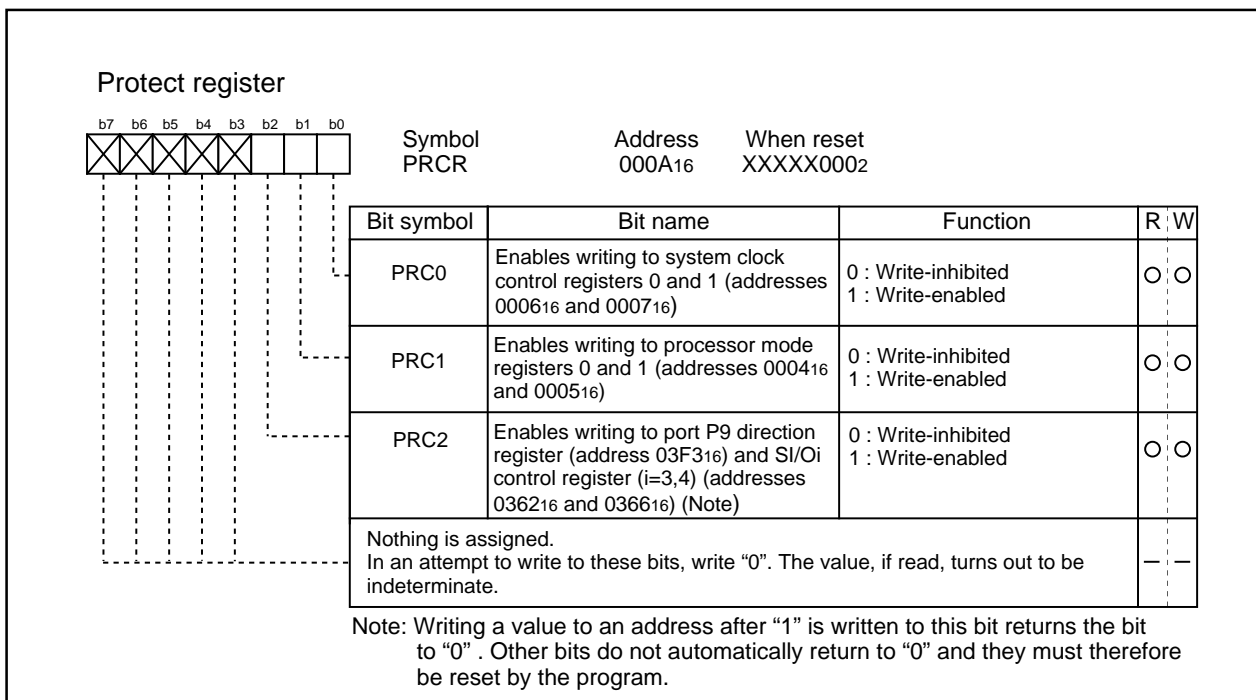 Protect register
b7 b6 b5 b4 b3 b2 b1 b0
Symbol Address When reset
PRCR 000A16 XXXXX0002
Bit symbol Bit name Function R W
PRC0
Enables writing to system clock
control registers 0 and 1 (addresses
000616 and 000716)
0 : Write-inhibited
1 : Write-enabled
PRC1
Enables writing to processor mode
registers 0 and 1 (addresses 000416
and 000516)
0 : Write-inhibited
1 : Write-enabled
PRC2
Enables writing to port P9 direction
register (address 03F316) and SI/Oi
control register (i=3,4) (addresses
036216 and 036616) (Note)
0 : Write-inhibited
1 : Write-enabled
Nothing is assigned.
In an attempt to write to these bits, write “0”. The value, if read, turns out to be
indeterminate.
Note: Writing a value to an address after “1” is written to this bit returns the bit
to “0” . Other bits do not automatically return to “0” and they must therefore
be reset by the program.